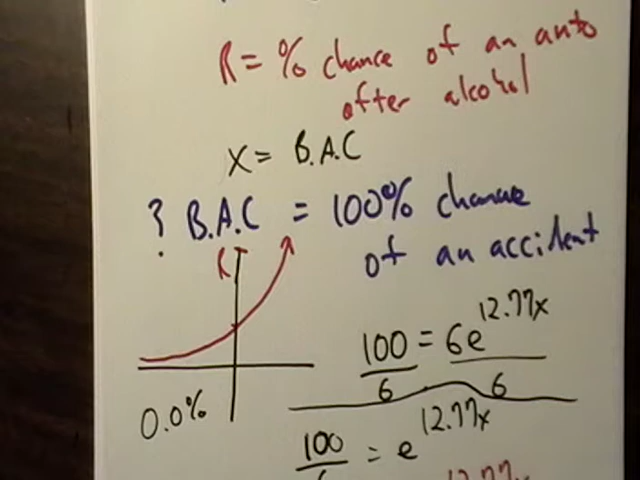 R = % chance of an auto
after alcohol
X = B.A.C
? B.A.C = 100% chance
of an accident
R
100 = 6e^12.77x
6 6
0.0%
100 = e^12.77x